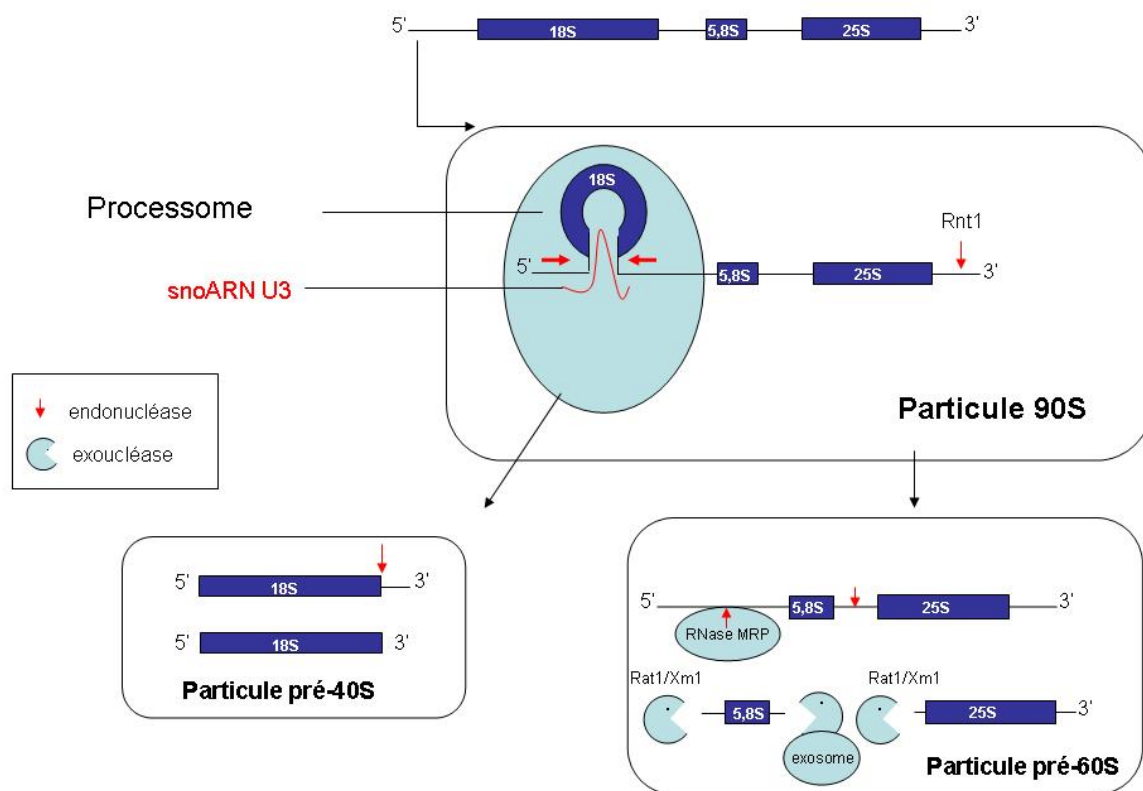 5' 18S 5,8S 25S 3'
18S
Processome
Rnt1
5' 5,8S 25S 3'
snoARN U3
endonucléase
Particule 90S
exoucléase
5' 18S 3'
5' 5,8S 25S 3'
RNase MRP
5' 18S 3'
Particule pré-40S
Rat1/Xrn1 Rat1/Xrn1
5,8S 25S 3'
exosome
Particule pré-60S